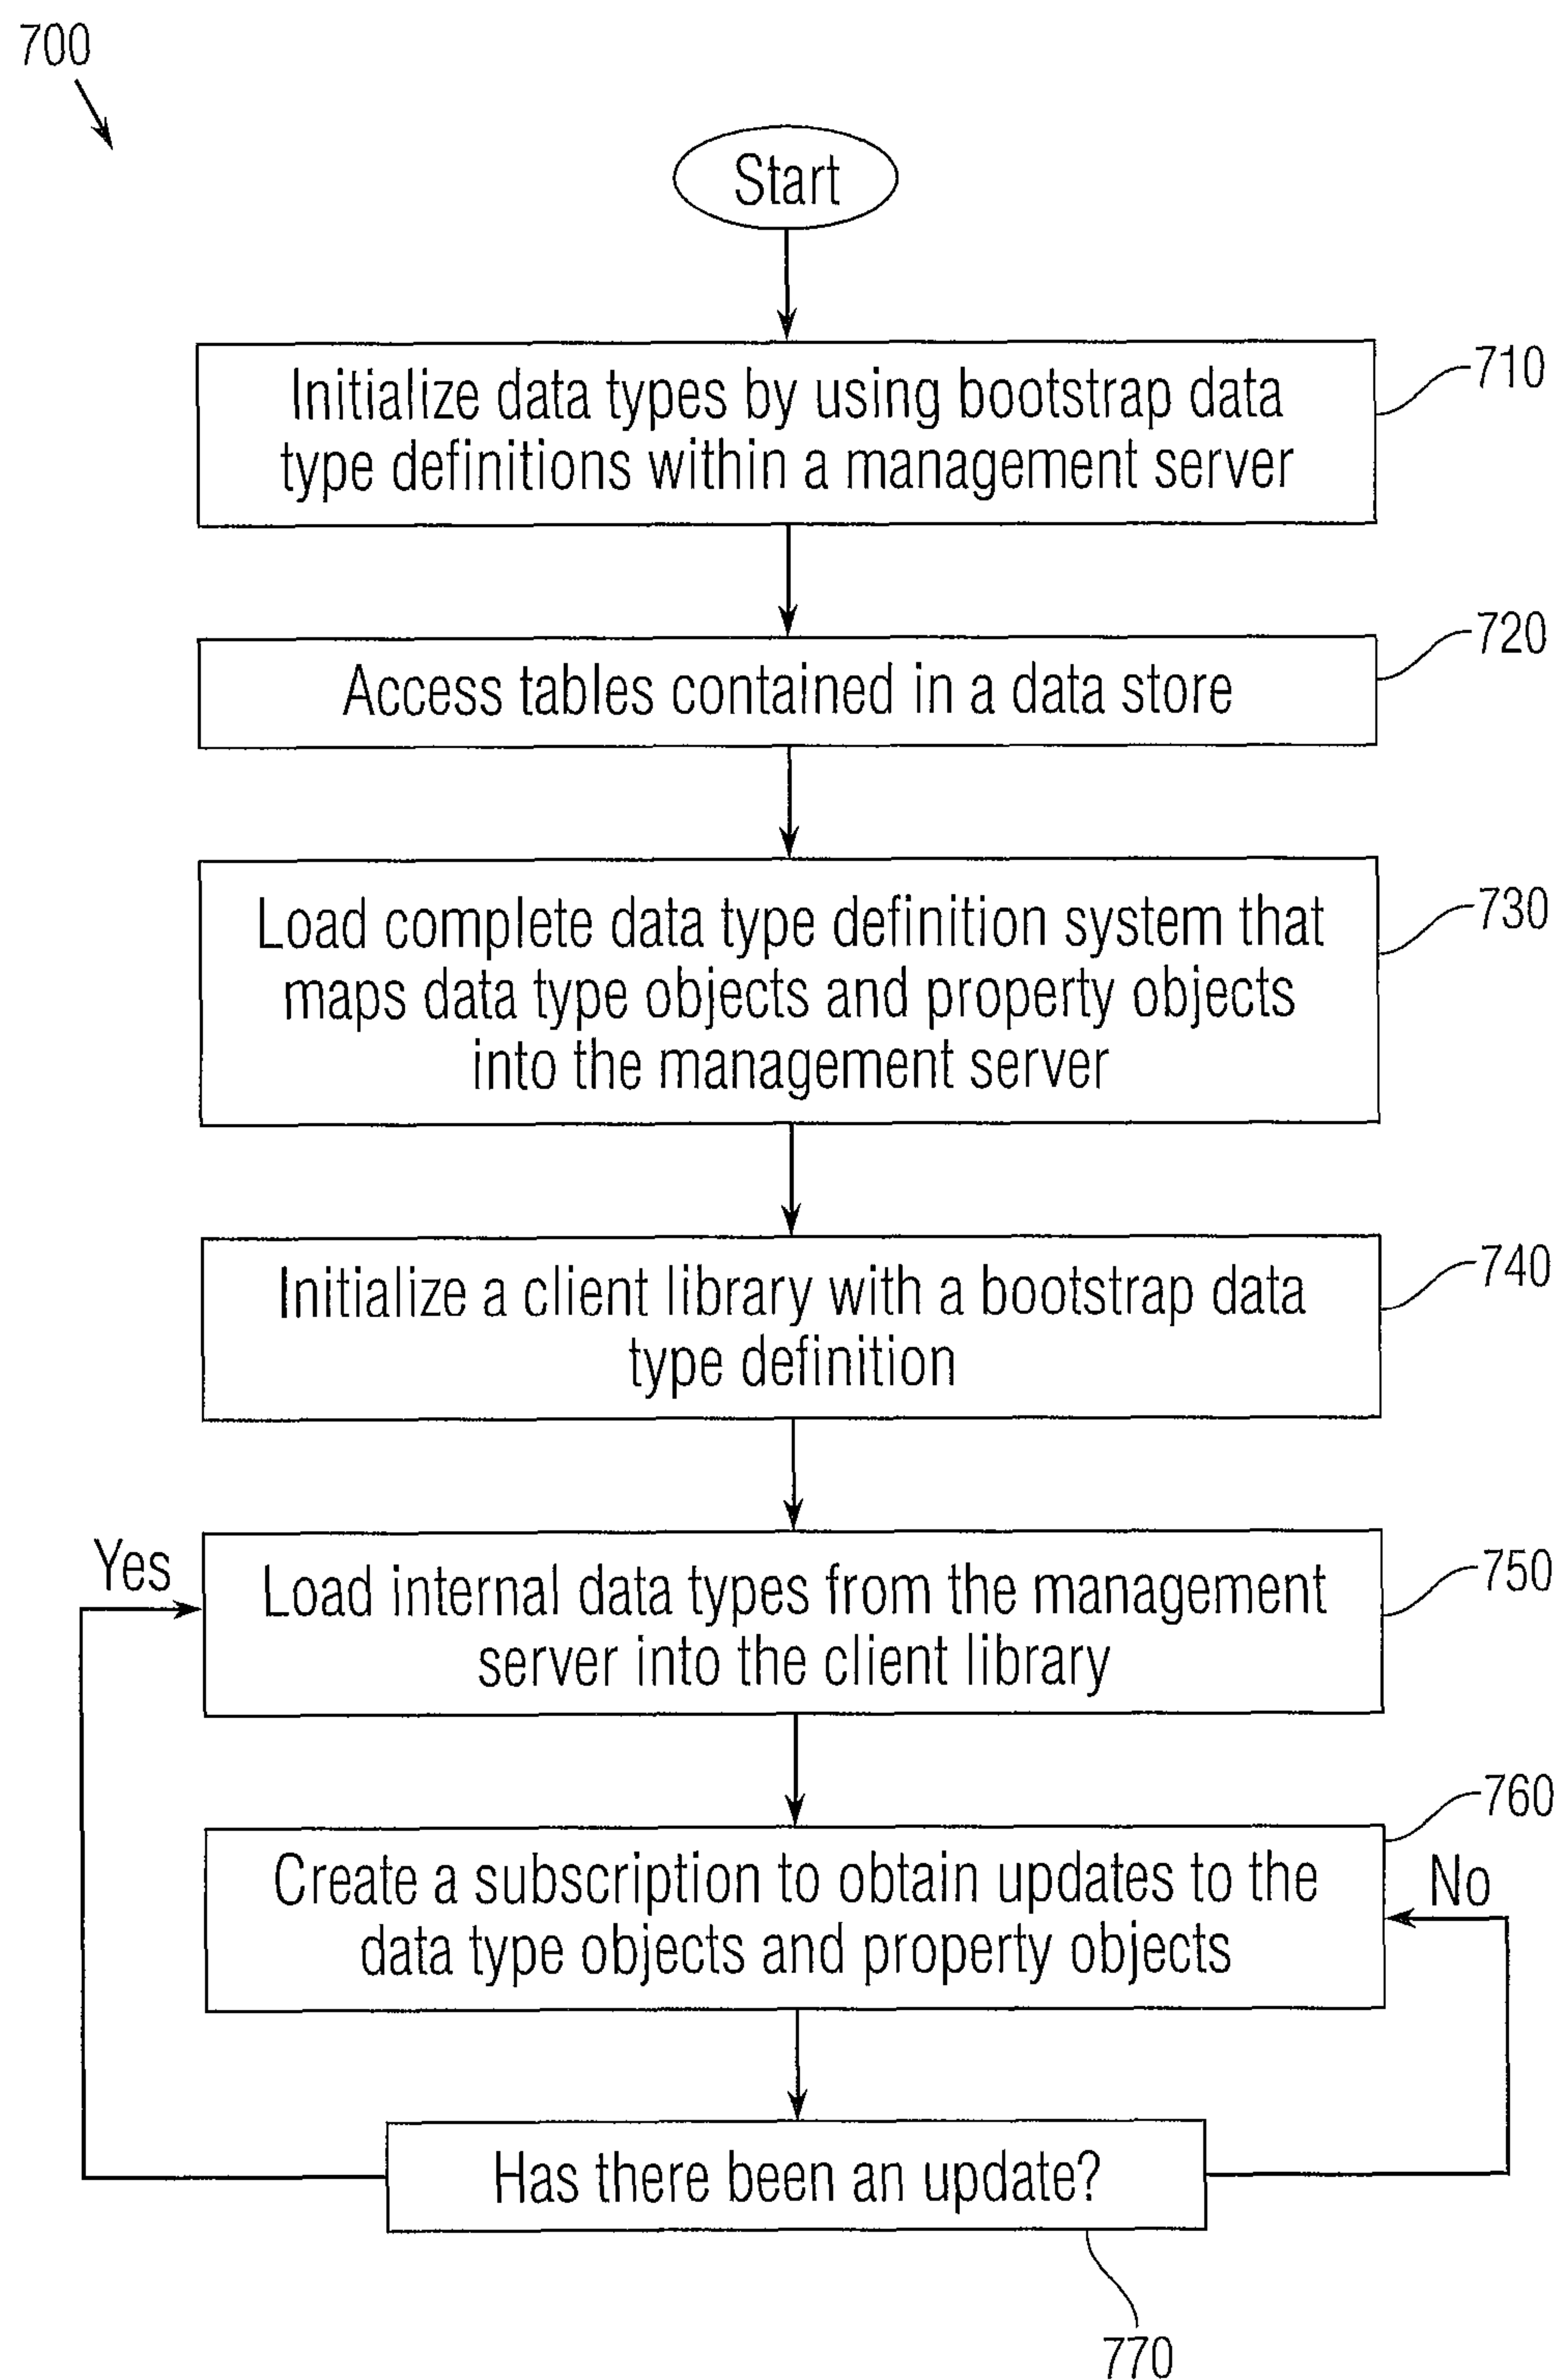 700
Start
Initialize data types by using bootstrap data
type definitions within a management server
710
Access tables contained in a data store
720
Load complete data type definition system that
maps data type objects and property objects
into the management server
730
Initialize a client library with a bootstrap data
type definition
740
Yes
Load internal data types from the management
server into the client library
750
Create a subscription to obtain updates to the
data type objects and property objects
760
No
Has there been an update?
770